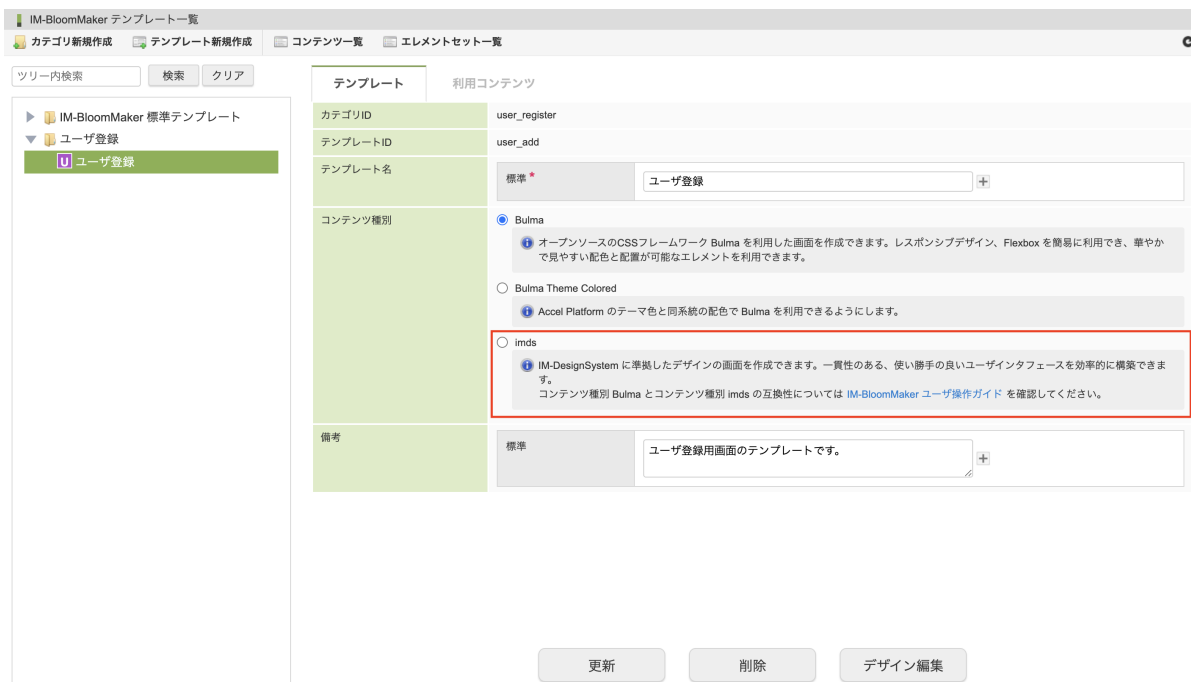 IM-BloomMaker テンプレート一覧
カテゴリ新規作成 テンプレート新規作成 コンテンツ一覧 エレメントセット一覧
ツリー内検索 検索 クリア
IM-BloomMaker 標準テンプレート
ユーザ登録
U ユーザ登録
テンプレート 利用コンテンツ
カテゴリID user_register
テンプレートID user_add
テンプレート名 標準 * ユーザ登録
コンテンツ種別 Bulma
オープンソースのCSSフレームワーク Bulma を利用した画面を作成できます。レスポンシブデザイン、Flexbox を簡易に利用でき、華やか
で見やすい配色と配置が可能なエレメントを利用できます。
Bulma Theme Colored
Accel Platform のテーマ色と同系統の配色で Bulma を利用できるようにします。
imds
IM-DesignSystem に準拠したデザインの画面を作成できます。一貫性のある、使い勝手の良いユーザインタフェースを効率的に構築できま
す。
コンテンツ種別 Bulma とコンテンツ種別 imds の互換性については IM-BloomMaker ユーザ操作ガイド を確認してください。
備考 標準 ユーザ登録用画面のテンプレートです。
更新 削除 デザイン編集